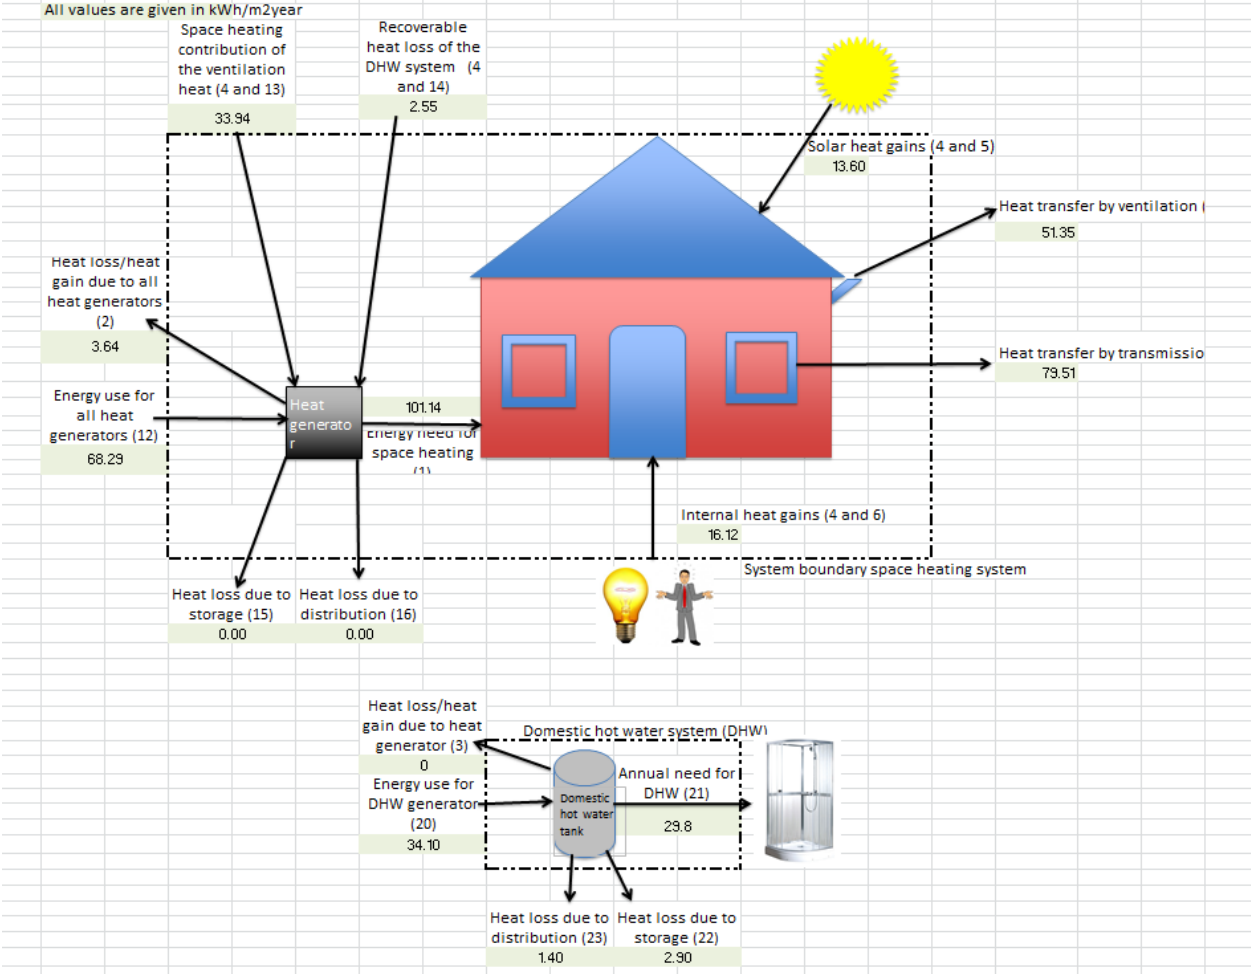 All values are given in kWh/m2year
Space heating
contribution of
the ventilation
heat (4 and 13)
33.94
Recoverable
heat loss of the
DHW system (4
and 14)
2.55
Solar heat gains (4 and 5)
13.60
Heat transfer by ventilation (
51.35
Heat loss/heat
gain due to all
heat generators
(2)
3.64
Heat transfer by transmissio
79.51
Energy use for
all heat
generators (12)
68.29
Heat
generato
r
101.14
Energy need for
space heating
(1)
Internal heat gains (4 and 6)
16.12
System boundary space heating system
Heat loss due to
storage (15)
0.00
Heat loss due to
distribution (16)
0.00
Heat loss/heat
gain due to heat
generator (3)
0
Domestic hot water system (DHW)
Energy use for
DHW generator
(20)
34.10
Domestic
hot water
tank
Annual need for
DHW (21)
29.8
Heat loss due to
distribution (23)
1.40
Heat loss due to
storage (22)
2.90